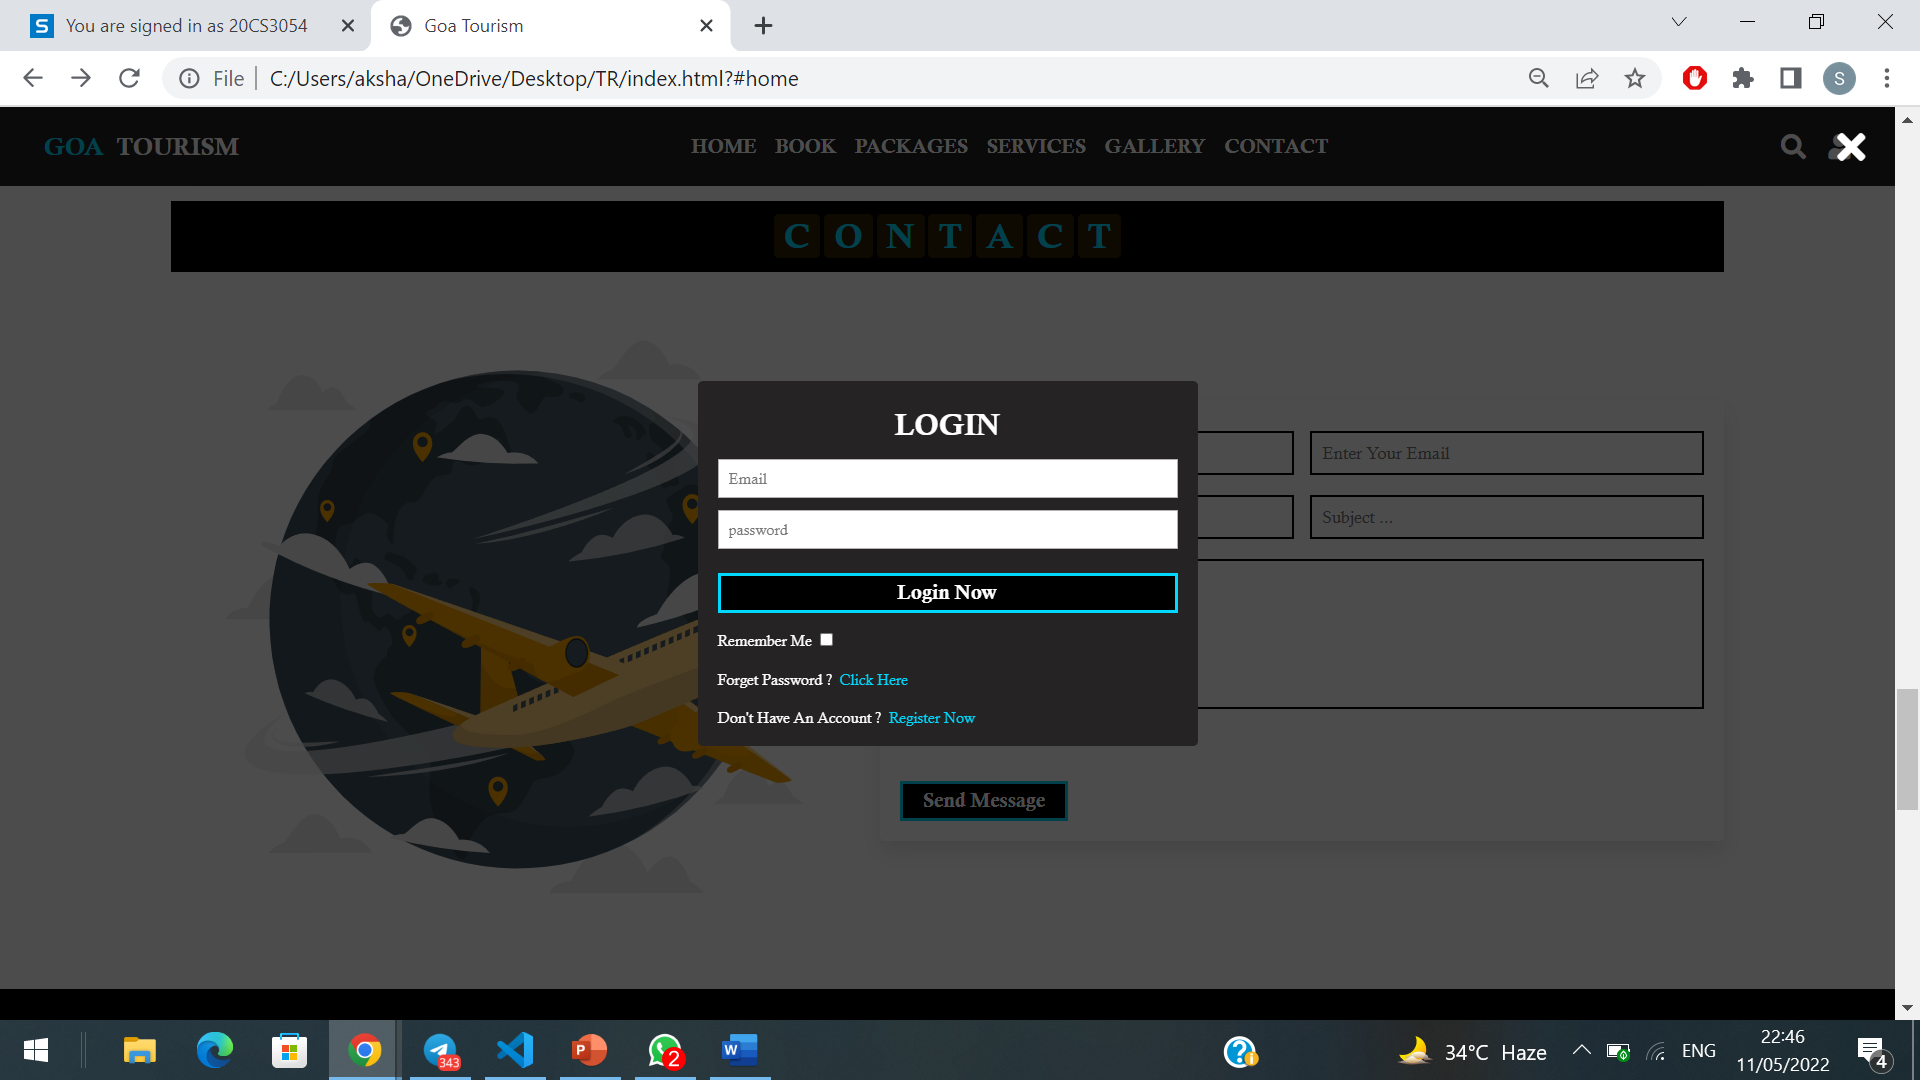 You are signed in as 20CS3054
Goa Tourism
File
C:/Users/aksha/OneDrive/Desktop/TR/index.html?#home
S
GOA TOURISM
HOME BOOK PACKAGES SERVICES GALLERY CONTACT
CONTACT
LOGIN
Email
password
Login Now
Remember Me
Forget Password ? Click Here
Don't Have An Account ? Register Now
Enter Your Email
Subject ...
Send Message
343
P
2
W
34°C Haze
ENG
22:46
11/05/2022
4